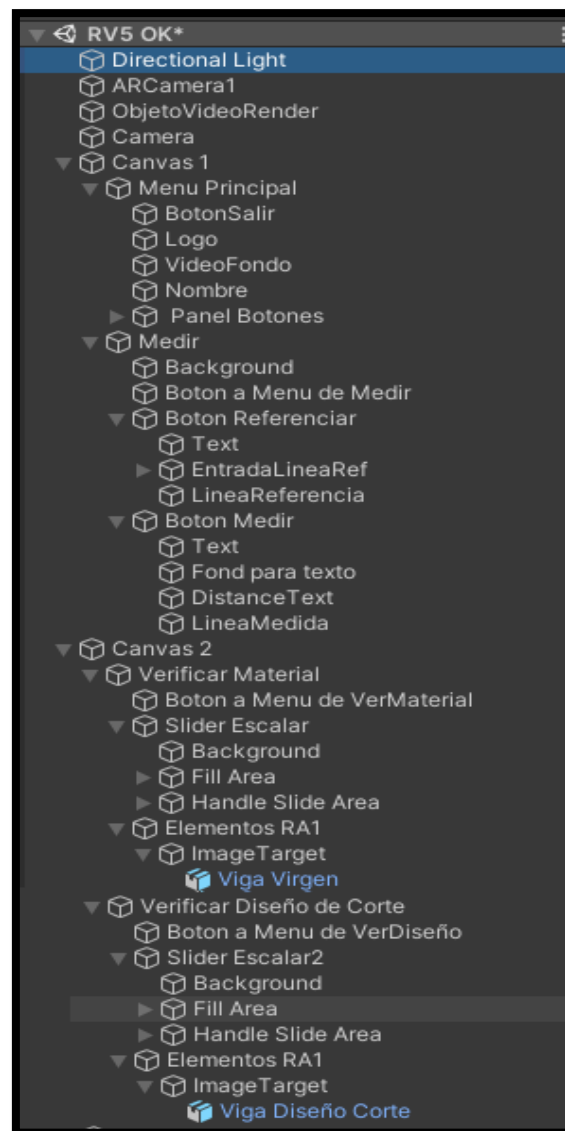 RV5 OK*
Directional Light
ARCamera1
ObjetoVideoRender
Camera
Canvas 1
Menu Principal
BotonSalir
Logo
VideoFondo
Nombre
Panel Botones
Medir
Background
Boton a Menu de Medir
Boton Referenciar
Text
EntradaLineaRef
LineaReferencia
Boton Medir
Text
Fond para texto
DistanceText
LineaMedida
Canvas 2
Verificar Material
Boton a Menu de VerMaterial
Slider Escalar
Background
Fill Area
Handle Slide Area
Elementos RA1
ImageTarget
Viga Virgen
Verificar Diseño de Corte
Boton a Menu de VerDiseño
Slider Escalar2
Background
Fill Area
Handle Slide Area
Elementos RA1
ImageTarget
Viga Diseño Corte